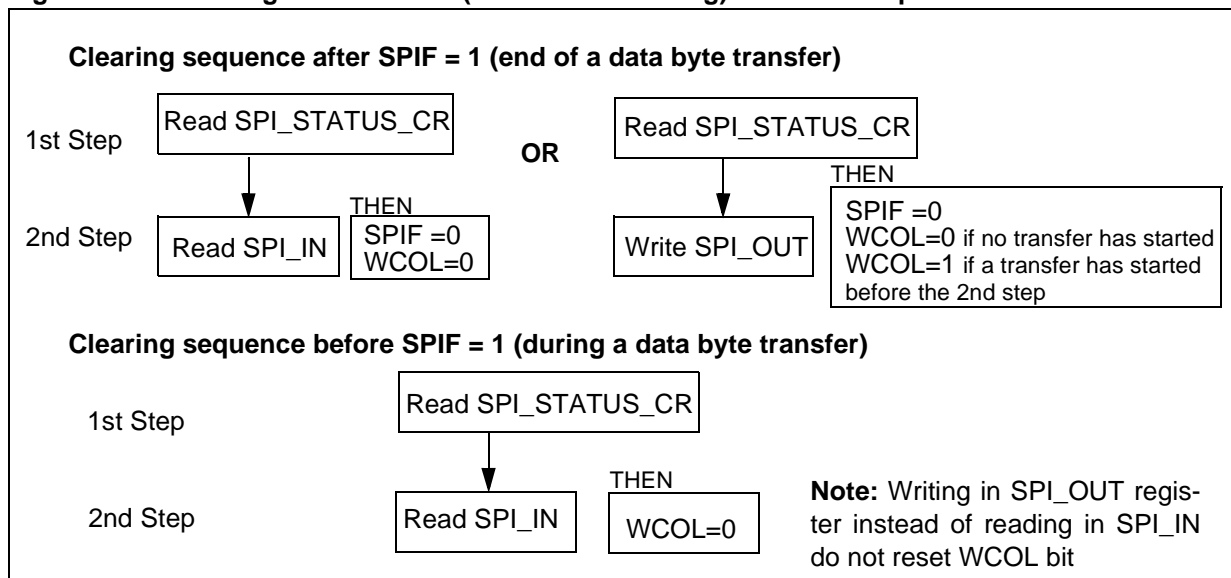 Clearing sequence after SPIF = 1 (end of a data byte transfer)
1st Step
Read SPI_STATUS_CR
OR
Read SPI_STATUS_CR
2nd Step
Read SPI_IN
THEN
SPIF =0
WCOL=0
Write SPI_OUT
THEN
SPIF =0
WCOL=0 if no transfer has started
WCOL=1 if a transfer has started
before the 2nd step
Clearing sequence before SPIF = 1 (during a data byte transfer)
1st Step
Read SPI_STATUS_CR
2nd Step
Read SPI_IN
THEN
WCOL=0
Note: Writing in SPI_OUT regis-
ter instead of reading in SPI_IN
do not reset WCOL bit